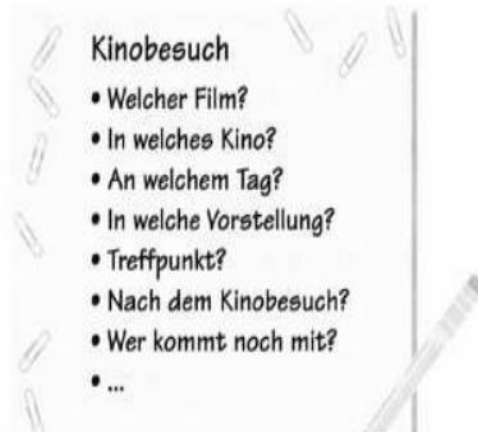 Kinobesuch
• Welcher Film?
• In welches Kino?
• An welchem Tag?
• In welche Vorstellung?
• Treffpunkt?
• Nach dem Kinobesuch?
• Wer kommt noch mit?
• ...